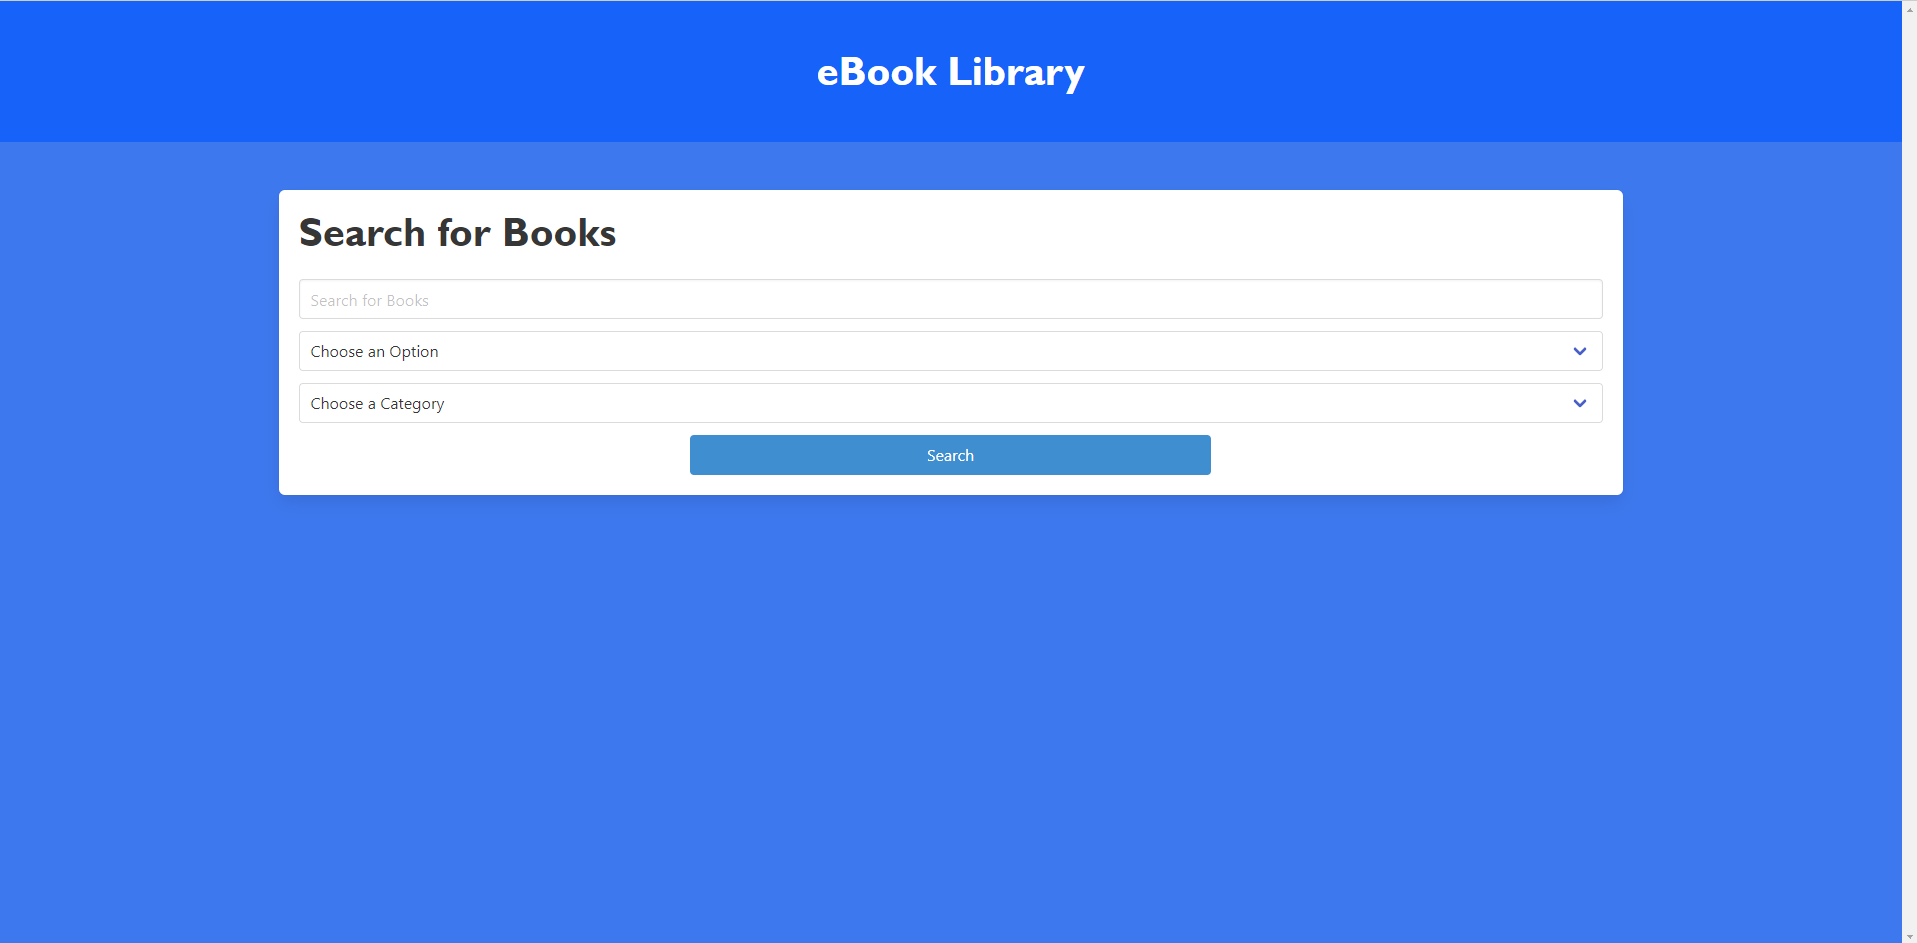 eBook Library
Search for Books
Search for Books
Choose an Option
Choose a Category
Search